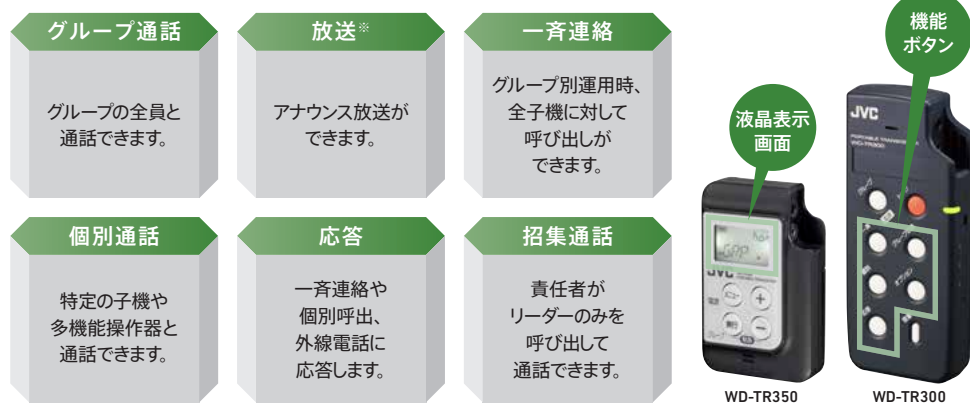 グループ通話
グループの全員と
通話できます。
放送※
アナウンス放送が
できます。
一斉連絡
グループ別運用時、
全子機に対して
呼び出しが
できます。
個別通話
特定の子機や
多機能操作器と
通話できます。
応答
一斉連絡や
個別呼出、
外線電話に
応答します。
招集通話
責任者が
リーダーのみを
呼び出して
通話できます。
液晶表示
画面
機能
ボタン
JVC
WD-TR300
JVC
WD-TR350
WD-TR300